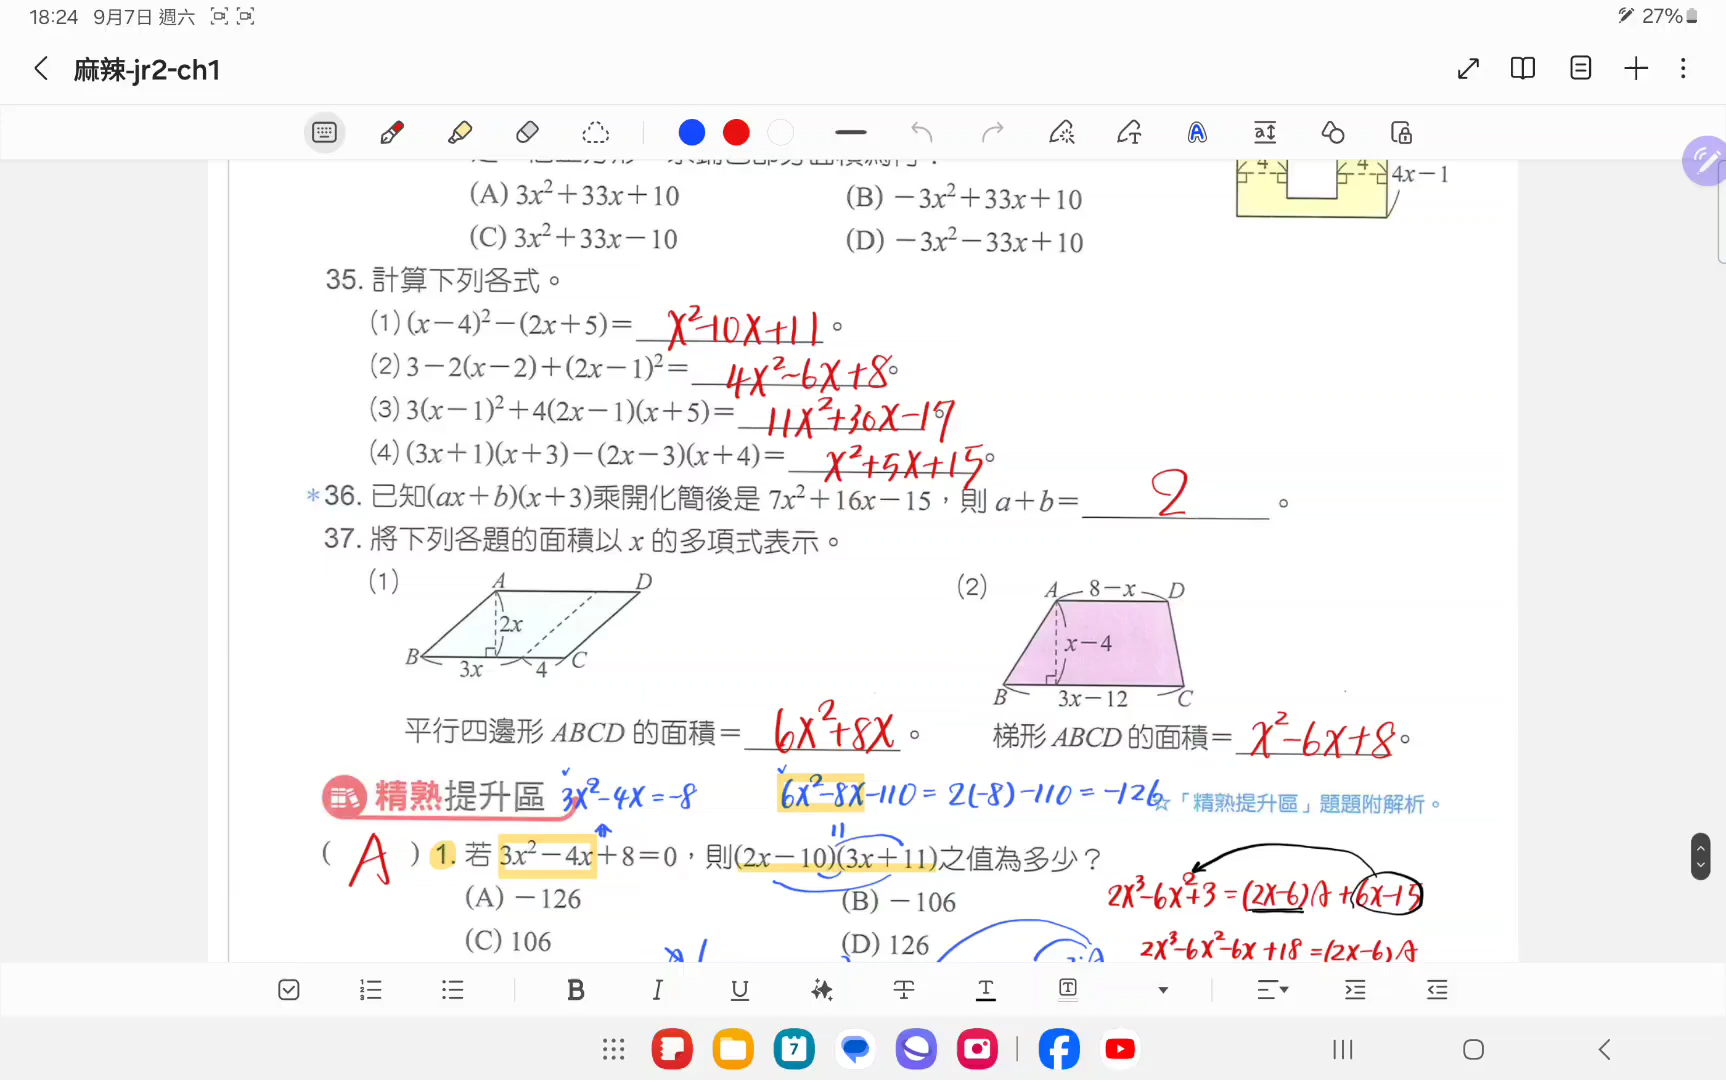 18:24 9月7日 週六
27%
麻辣-jr2-ch1
4 4 4x－1
(A) 3x²＋33x＋10 (B) －3x²＋33x＋10
(C) 3x²＋33x－10 (D) －3x²－33x＋10
35. 計算下列各式。
(1) (x－4)²－(2x＋5)＝ x²-10x+11 。
(2) 3－2(x－2)＋(2x－1)²＝ 4x²-6x+8 。
(3) 3(x－1)²＋4(2x－1)(x＋5)＝ 11x²+30x-17 。
(4) (3x＋1)(x＋3)－(2x－3)(x＋4)＝ x²+5x+15 。
*36. 已知(ax＋b)(x＋3)乘開化簡後是 7x²＋16x－15，則 a＋b＝ 2 。
37. 將下列各題的面積以 x 的多項式表示。
(1) A D (2) A 8－x D
2x x－4
B 3x 4 C B 3x－12 C
平行四邊形 ABCD 的面積＝ 6x²+8x 。 梯形 ABCD 的面積＝ x²-6x+8 。
精熟提升區 3x²-4x=-8 6x²-8x-110=2(-8)-110=-126 ☆「精熟提升區」題題附解析。
( A ) 1. 若 3x²－4x＋8＝0，則(2x－10)(3x＋11)之值為多少？
(A) －126 (B) －106
2x³-6x²+3=(2x-6)A+6x-15
(C) 106 (D) 126
2x³-6x²-6x+18=(2x-6)A
B I U T T T
7